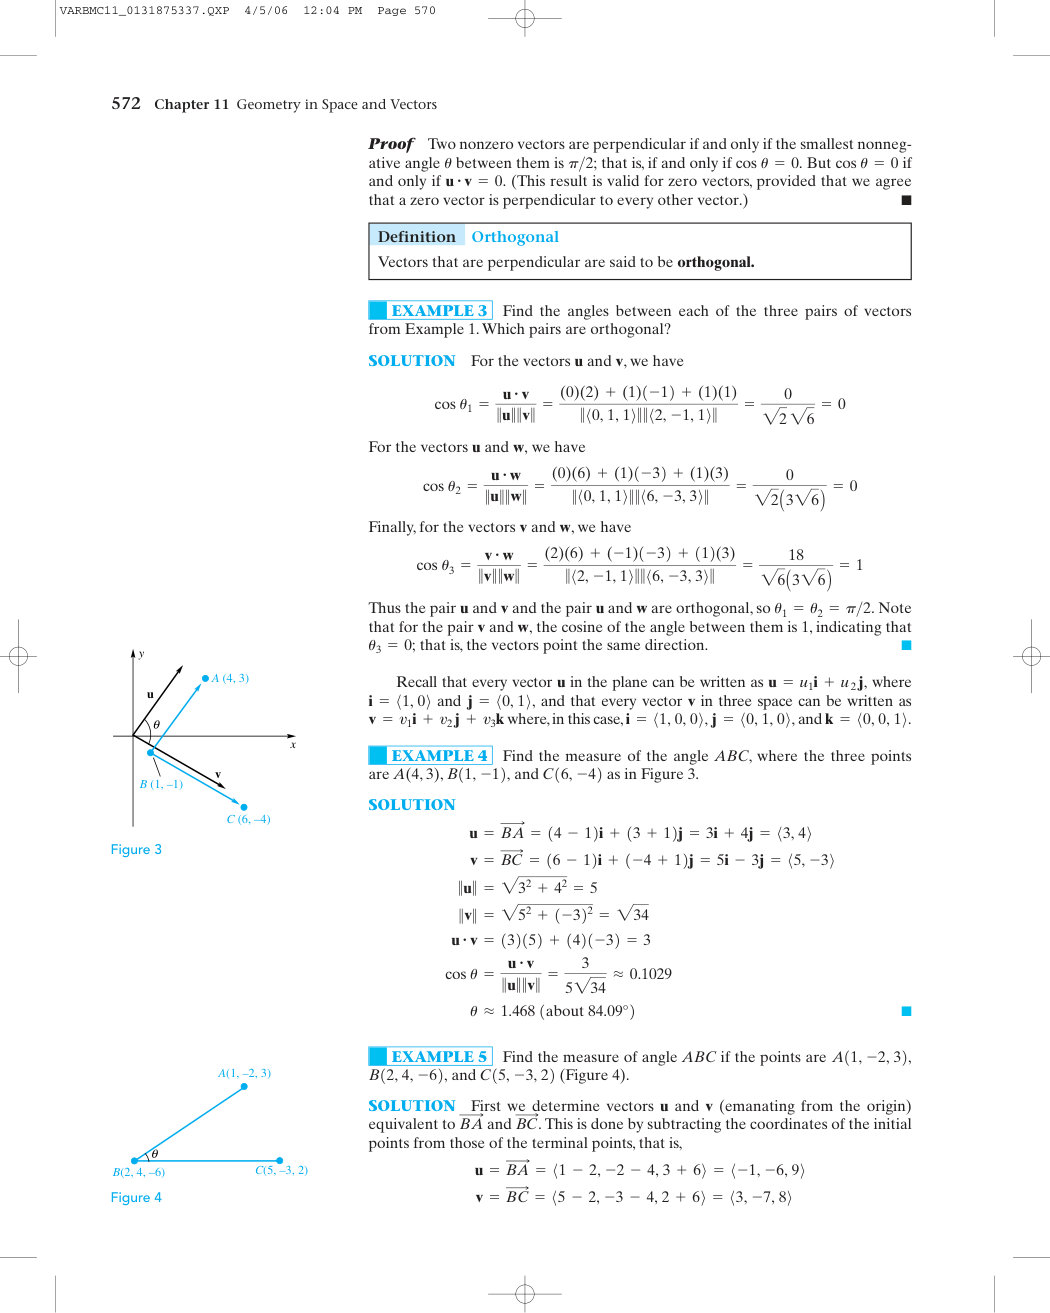 VARBMC11_0131875337.QXP 4/5/06 12:04 PM Page 570
572 Chapter 11 Geometry in Space and Vectors
Proof Two nonzero vectors are perpendicular if and only if the smallest nonneg-
ative angle θ between them is π/2; that is, if and only if cos θ = 0. But cos θ = 0 if
and only if u · v = 0. (This result is valid for zero vectors, provided that we agree
that a zero vector is perpendicular to every other vector.) ■
Definition Orthogonal
Vectors that are perpendicular are said to be orthogonal.
EXAMPLE 3 Find the angles between each of the three pairs of vectors
from Example 1. Which pairs are orthogonal?
SOLUTION For the vectors u and v, we have
cos θ₁ = u · v / ‖u‖‖v‖ = (0)(2) + (1)(−1) + (1)(1) / ‖⟨0, 1, 1⟩‖‖⟨2, −1, 1⟩‖ = 0 / √2 √6 = 0
For the vectors u and w, we have
cos θ₂ = u · w / ‖u‖‖w‖ = (0)(6) + (1)(−3) + (1)(3) / ‖⟨0, 1, 1⟩‖‖⟨6, −3, 3⟩‖ = 0 / √2(3√6) = 0
Finally, for the vectors v and w, we have
cos θ₃ = v · w / ‖v‖‖w‖ = (2)(6) + (−1)(−3) + (1)(3) / ‖⟨2, −1, 1⟩‖‖⟨6, −3, 3⟩‖ = 18 / √6(3√6) = 1
Thus the pair u and v and the pair u and w are orthogonal, so θ₁ = θ₂ = π/2. Note
that for the pair v and w, the cosine of the angle between them is 1, indicating that
θ₃ = 0; that is, the vectors point the same direction. ■
Recall that every vector u in the plane can be written as u = u₁i + u₂j, where
i = ⟨1, 0⟩ and j = ⟨0, 1⟩, and that every vector v in three space can be written as
v = v₁i + v₂j + v₃k where, in this case, i = ⟨1, 0, 0⟩, j = ⟨0, 1, 0⟩, and k = ⟨0, 0, 1⟩.
y
A (4, 3)
u
θ
x
v
B (1, –1)
C (6, –4)
Figure 3
EXAMPLE 4 Find the measure of the angle ABC, where the three points
are A(4, 3), B(1, −1), and C(6, −4) as in Figure 3.
SOLUTION
u = BA→ = (4 − 1)i + (3 + 1)j = 3i + 4j = ⟨3, 4⟩
v = BC→ = (6 − 1)i + (−4 + 1)j = 5i − 3j = ⟨5, −3⟩
‖u‖ = √(3² + 4²) = 5
‖v‖ = √(5² + (−3)²) = √34
u · v = (3)(5) + (4)(−3) = 3
cos θ = u · v / ‖u‖‖v‖ = 3 / 5√34 ≈ 0.1029
θ ≈ 1.468 (about 84.09°) ■
EXAMPLE 5 Find the measure of angle ABC if the points are A(1, −2, 3),
B(2, 4, −6), and C(5, −3, 2) (Figure 4).
SOLUTION First we determine vectors u and v (emanating from the origin)
equivalent to BA→ and BC→. This is done by subtracting the coordinates of the initial
points from those of the terminal points, that is,
u = BA→ = ⟨1 − 2, −2 − 4, 3 + 6⟩ = ⟨−1, −6, 9⟩
v = BC→ = ⟨5 − 2, −3 − 4, 2 + 6⟩ = ⟨3, −7, 8⟩
A(1, –2, 3)
θ
B(2, 4, –6)
C(5, –3, 2)
Figure 4